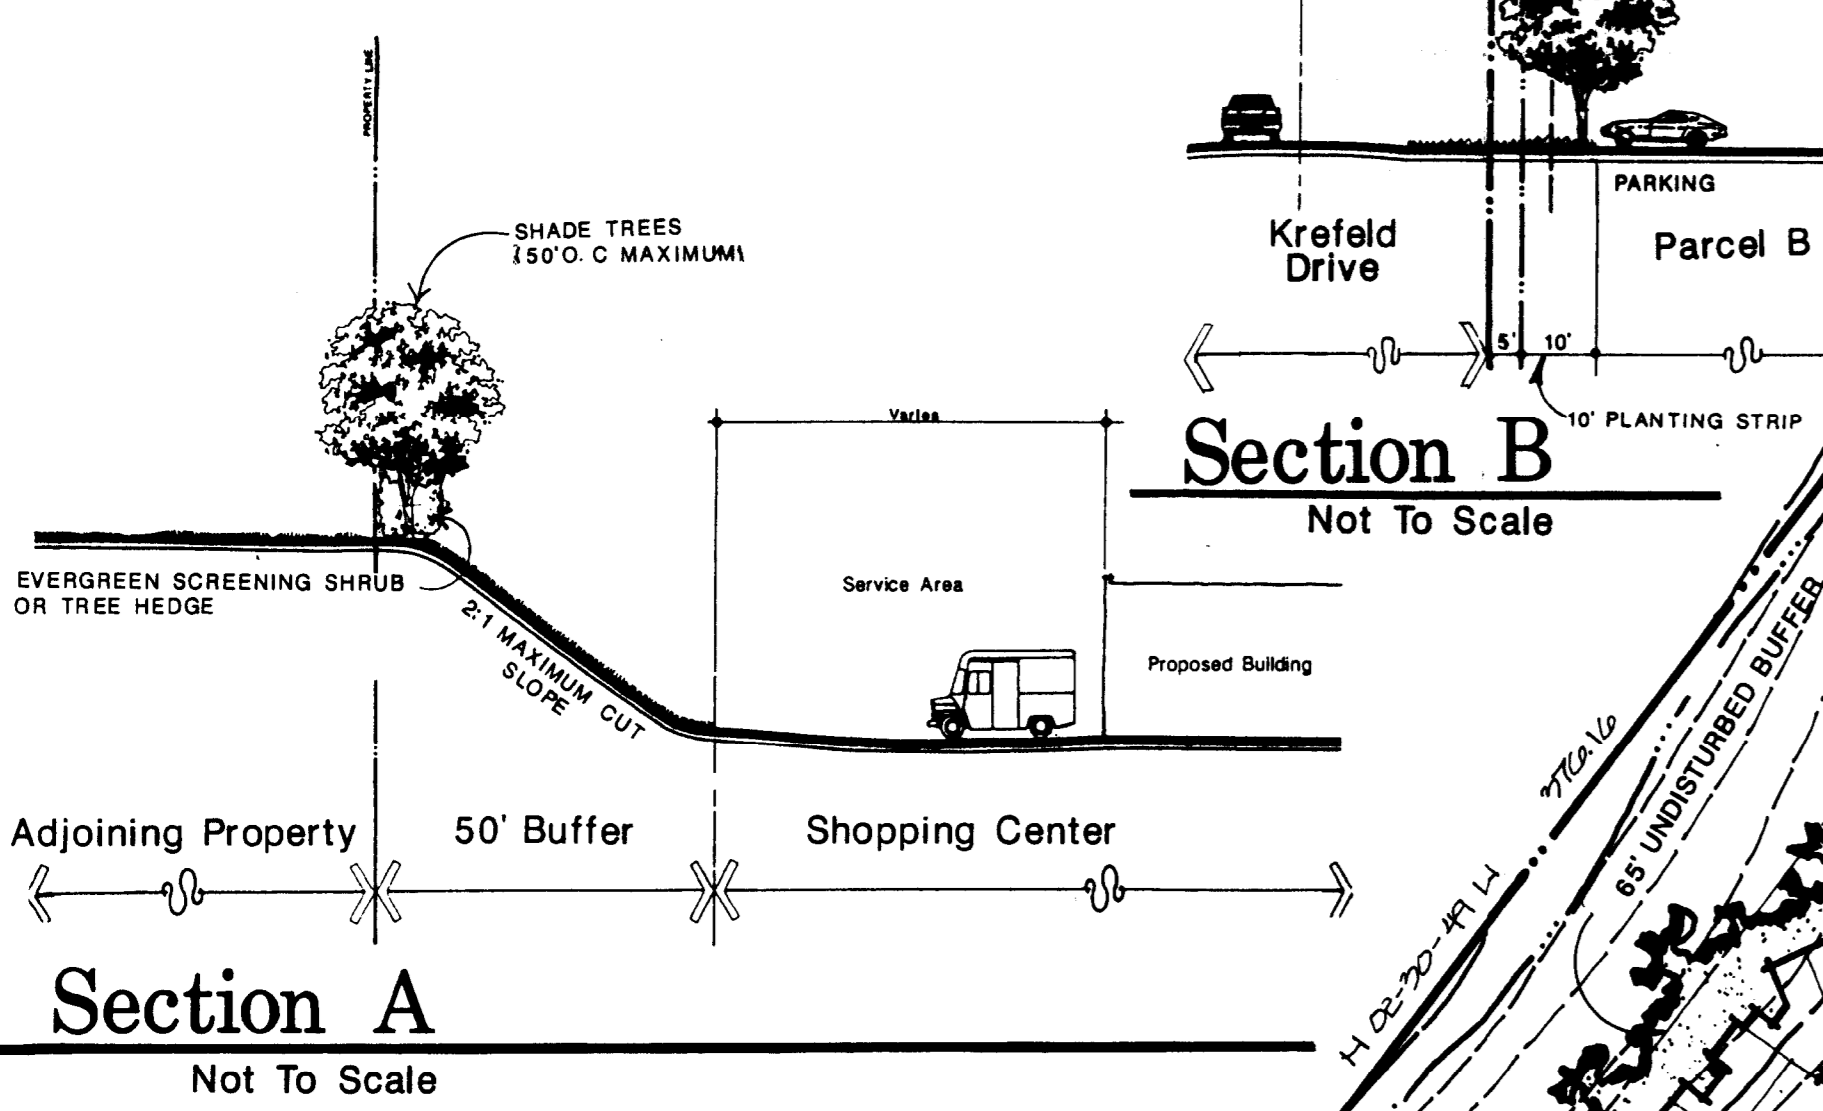 PROPERTY LINE
SHADE TREES
(50' O. C MAXIMUM)
EVERGREEN SCREENING SHRUB
OR TREE HEDGE
2:1 MAXIMUM CUT
SLOPE
Varies
Service Area
Proposed Building
Adjoining Property
50' Buffer
Shopping Center
Section A
Not To Scale
PARKING
Krefeld
Drive
Parcel B
5'
10'
10' PLANTING STRIP
Section B
Not To Scale
65' UNDISTURBED BUFFER